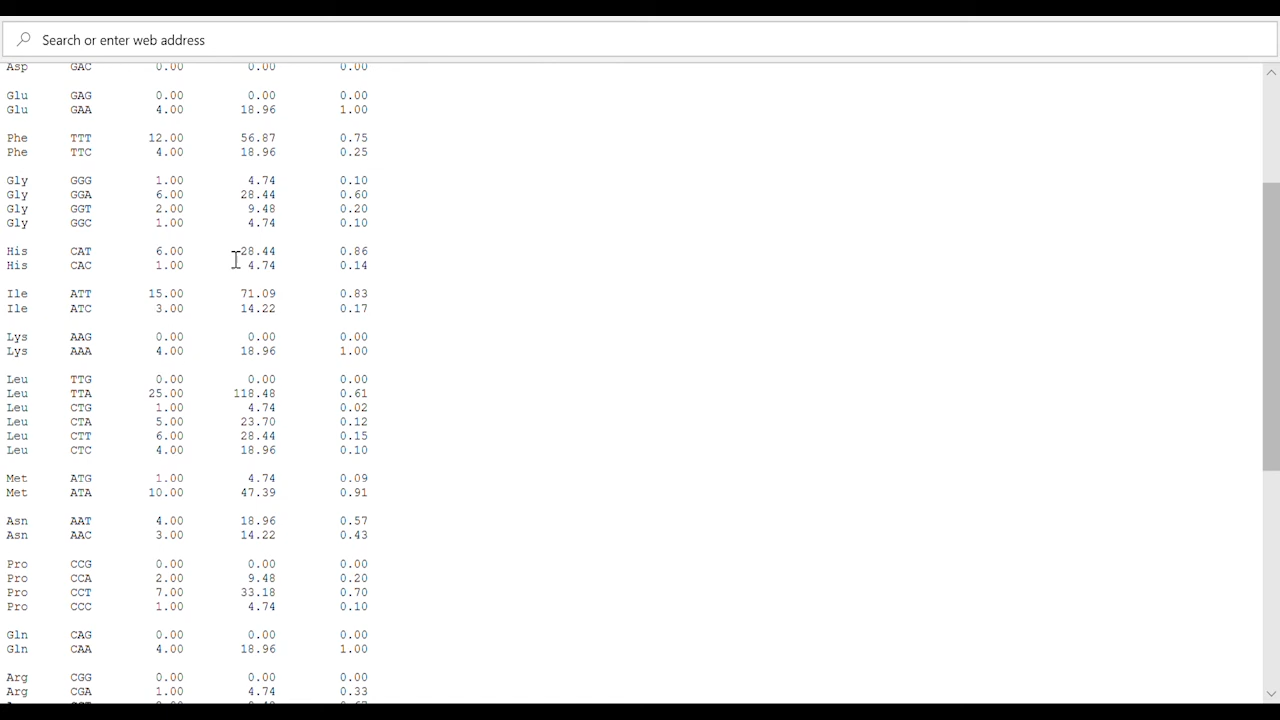 Search or enter web address
Asp GAC 0.00 0.00 0.00
Glu GAG 0.00 0.00 0.00
Glu GAA 4.00 18.96 1.00
Phe TTT 12.00 56.87 0.75
Phe TTC 4.00 18.96 0.25
Gly GGG 1.00 4.74 0.10
Gly GGA 6.00 28.44 0.60
Gly GGT 2.00 9.48 0.20
Gly GGC 1.00 4.74 0.10
His CAT 6.00 28.44 0.86
His CAC 1.00 4.74 0.14
Ile ATT 15.00 71.09 0.83
Ile ATC 3.00 14.22 0.17
Lys AAG 0.00 0.00 0.00
Lys AAA 4.00 18.96 1.00
Leu TTG 0.00 0.00 0.00
Leu TTA 25.00 118.48 0.61
Leu CTG 1.00 4.74 0.02
Leu CTA 5.00 23.70 0.12
Leu CTT 6.00 28.44 0.15
Leu CTC 4.00 18.96 0.10
Met ATG 1.00 4.74 0.09
Met ATA 10.00 47.39 0.91
Asn AAT 4.00 18.96 0.57
Asn AAC 3.00 14.22 0.43
Pro CCG 0.00 0.00 0.00
Pro CCA 2.00 9.48 0.20
Pro CCT 7.00 33.18 0.70
Pro CCC 1.00 4.74 0.10
Gln CAG 0.00 0.00 0.00
Gln CAA 4.00 18.96 1.00
Arg CGG 0.00 0.00 0.00
Arg CGA 1.00 4.74 0.33